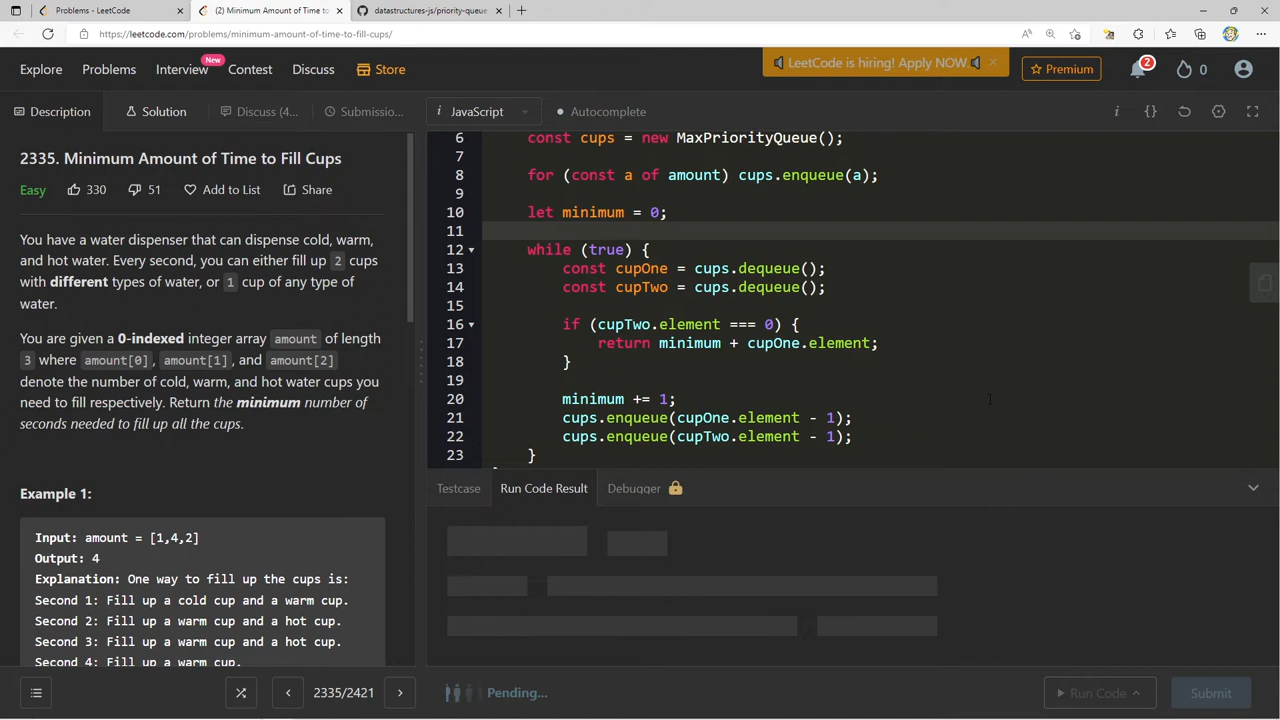 Problems - LeetCode
(2) Minimum Amount of Time to F
datastructures-js/priority-queue
https://leetcode.com/problems/minimum-amount-of-time-to-fill-cups/
Explore
Problems
Interview
New
Contest
Discuss
Store
LeetCode is hiring! Apply NOW.
Premium
2
0
Description
Solution
Discuss (4...
Submissio...
JavaScript
Autocomplete
2335. Minimum Amount of Time to Fill Cups
Easy
330
51
Add to List
Share
You have a water dispenser that can dispense cold, warm,
and hot water. Every second, you can either fill up 2 cups
with different types of water, or 1 cup of any type of
water.
You are given a 0-indexed integer array amount of length
3 where amount[0], amount[1], and amount[2]
denote the number of cold, warm, and hot water cups you
need to fill respectively. Return the minimum number of
seconds needed to fill up all the cups.
Example 1:
Input: amount = [1,4,2]
Output: 4
Explanation: One way to fill up the cups is:
Second 1: Fill up a cold cup and a warm cup.
Second 2: Fill up a warm cup and a hot cup.
Second 3: Fill up a warm cup and a hot cup.
Second 4: Fill up a warm cup.
6 const cups = new MaxPriorityQueue();
7
8 for (const a of amount) cups.enqueue(a);
9
10 let minimum = 0;
11
12 while (true) {
13 const cupOne = cups.dequeue();
14 const cupTwo = cups.dequeue();
15
16 if (cupTwo.element === 0) {
17 return minimum + cupOne.element;
18 }
19
20 minimum += 1;
21 cups.enqueue(cupOne.element - 1);
22 cups.enqueue(cupTwo.element - 1);
23 }
Testcase
Run Code Result
Debugger
2335/2421
Pending...
Run Code
Submit